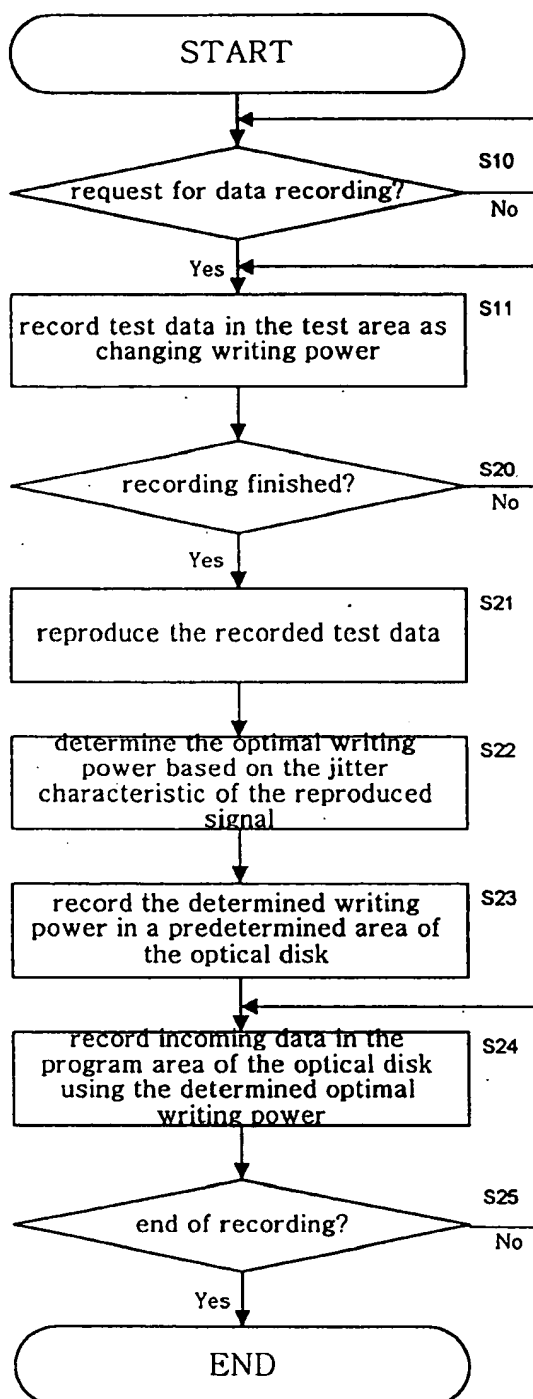 START
S10
request for data recording?
No
Yes
S11
record test data in the test area as
changing writing power
S20
recording finished?
No
Yes
S21
reproduce the recorded test data
S22
determine the optimal writing
power based on the jitter
characteristic of the reproduced
signal
S23
record the determined writing
power in a predetermined area of
the optical disk
S24
record incoming data in the
program area of the optical disk
using the determined optimal
writing power
S25
end of recording?
No
Yes
END